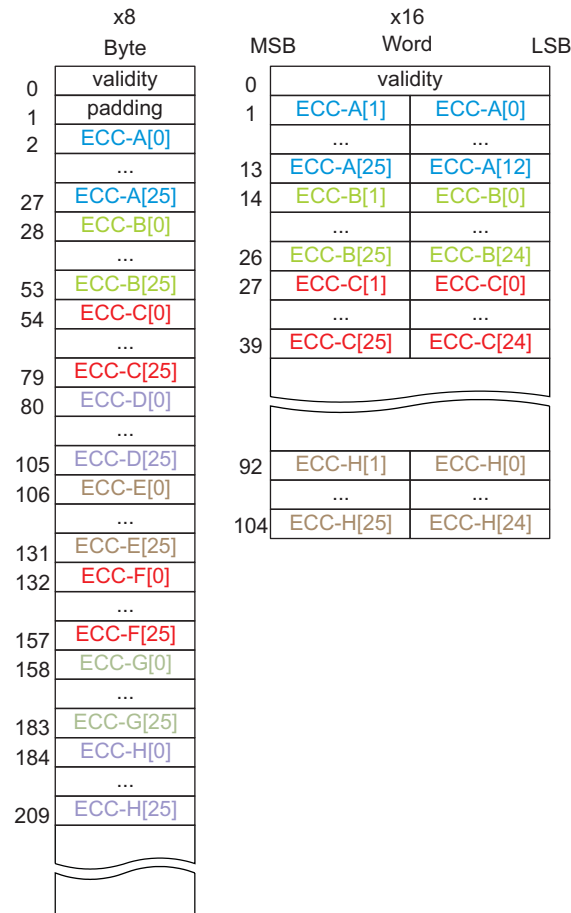 x8
Byte
0 validity
1 padding
2 ECC-A[0]
...
27 ECC-A[25]
28 ECC-B[0]
...
53 ECC-B[25]
54 ECC-C[0]
...
79 ECC-C[25]
80 ECC-D[0]
...
105 ECC-D[25]
106 ECC-E[0]
...
131 ECC-E[25]
132 ECC-F[0]
...
157 ECC-F[25]
158 ECC-G[0]
...
183 ECC-G[25]
184 ECC-H[0]
...
209 ECC-H[25]
x16
MSB Word LSB
0 validity
1 ECC-A[1] ECC-A[0]
... ...
13 ECC-A[25] ECC-A[12]
14 ECC-B[1] ECC-B[0]
... ...
26 ECC-B[25] ECC-B[24]
27 ECC-C[1] ECC-C[0]
... ...
39 ECC-C[25] ECC-C[24]
92 ECC-H[1] ECC-H[0]
... ...
104 ECC-H[25] ECC-H[24]